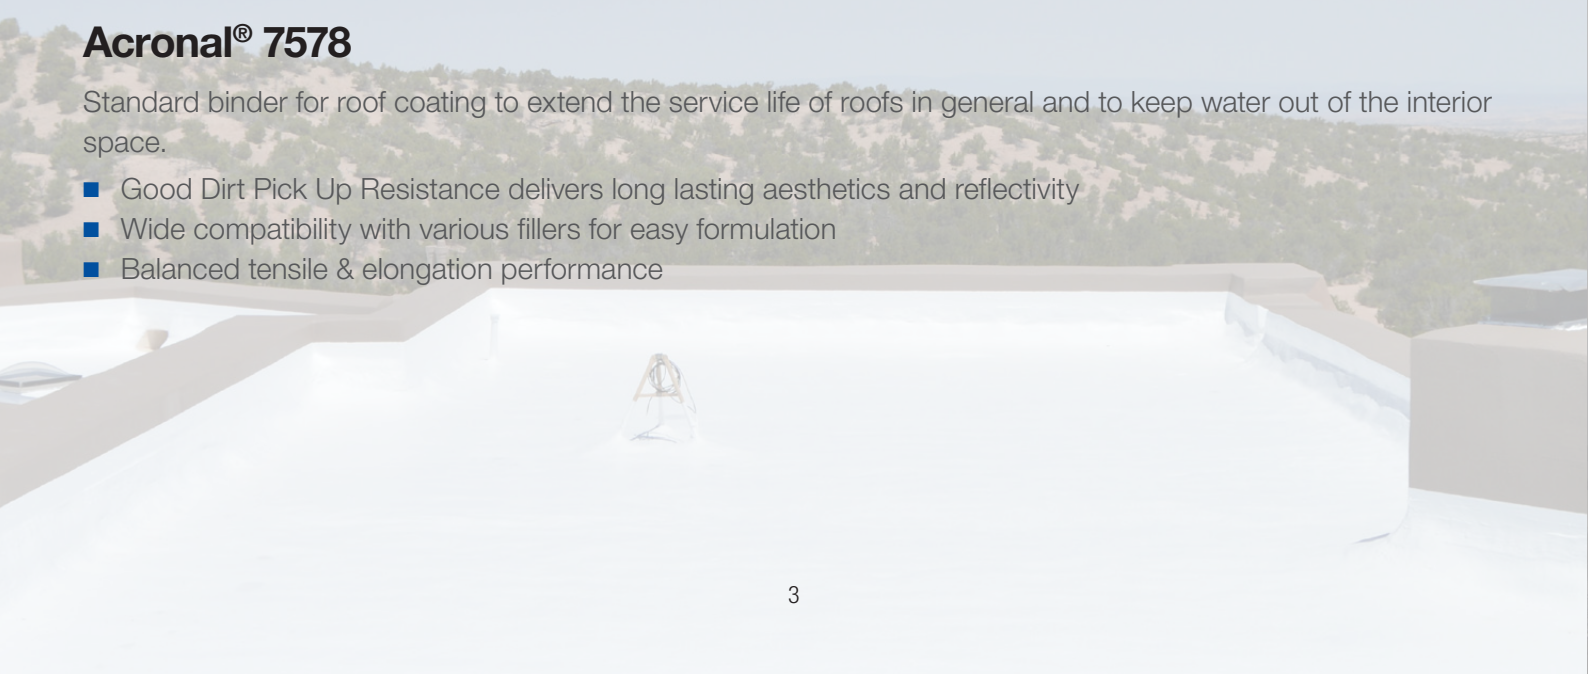 Acronal® 7578
Standard binder for roof coating to extend the service life of roofs in general and to keep water out of the interior
space.
■ Good Dirt Pick Up Resistance delivers long lasting aesthetics and reflectivity
■ Wide compatibility with various fillers for easy formulation
■ Balanced tensile & elongation performance
3